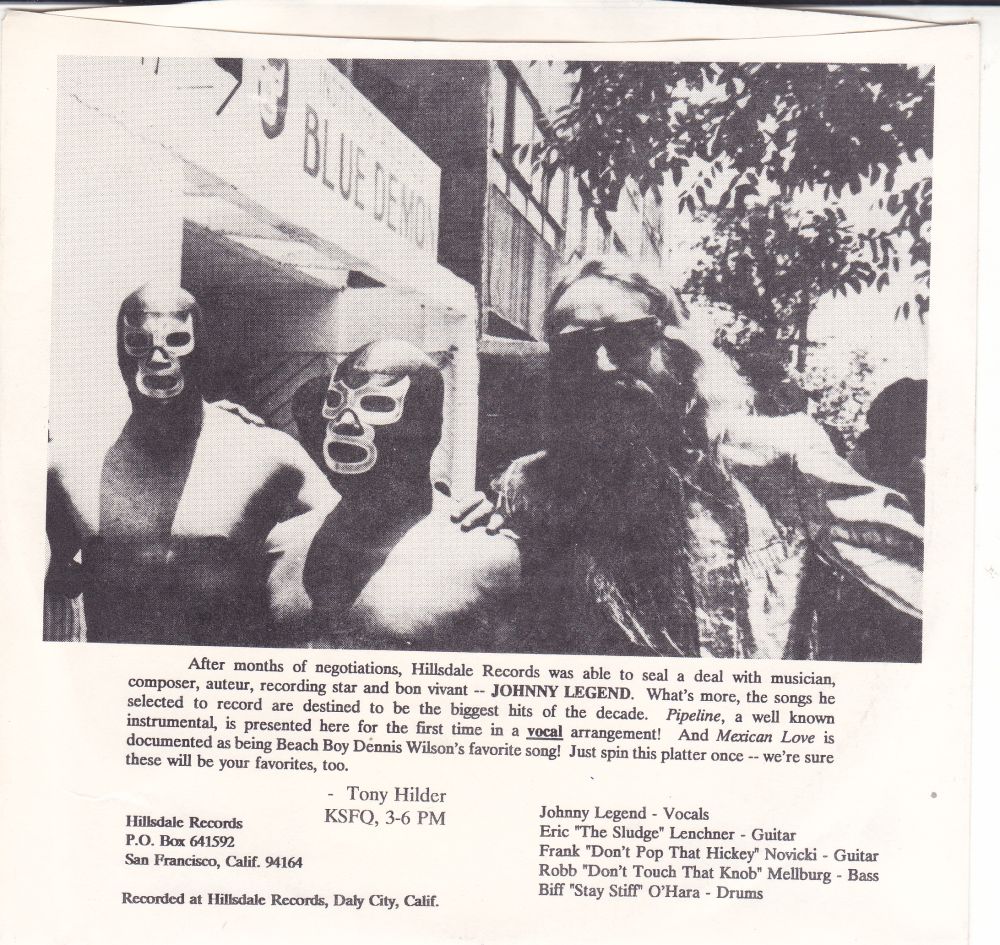 BLUE DEMON
After months of negotiations, Hillsdale Records was able to seal a deal with musician,
composer, auteur, recording star and bon vivant -- JOHNNY LEGEND. What's more, the songs he
selected to record are destined to be the biggest hits of the decade. Pipeline, a well known
instrumental, is presented here for the first time in a vocal arrangement! And Mexican Love is
documented as being Beach Boy Dennis Wilson's favorite song! Just spin this platter once -- we're sure
these will be your favorites, too.
- Tony Hilder
KSFQ, 3-6 PM
Hillsdale Records
P.O. Box 641592
San Francisco, Calif. 94164
Recorded at Hillsdale Records, Daly City, Calif.
Johnny Legend - Vocals
Eric "The Sludge" Lenchner - Guitar
Frank "Don't Pop That Hickey" Novicki - Guitar
Robb "Don't Touch That Knob" Mellburg - Bass
Biff "Stay Stiff" O'Hara - Drums